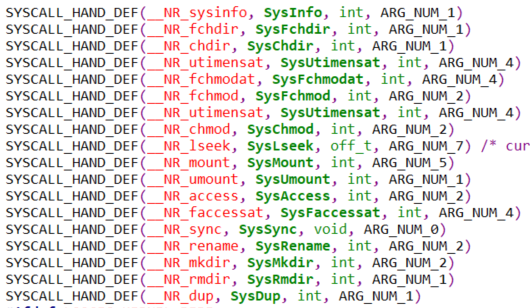 SYSCALL_HAND_DEF(__NR_sysinfo, SysInfo, int, ARG_NUM_1)
SYSCALL_HAND_DEF(__NR_fchdir, SysFchdir, int, ARG_NUM_1)
SYSCALL_HAND_DEF(__NR_chdir, SysChdir, int, ARG_NUM_1)
SYSCALL_HAND_DEF(__NR_utimensat, SysUtimensat, int, ARG_NUM_4)
SYSCALL_HAND_DEF(__NR_fchmodat, SysFchmodat, int, ARG_NUM_4)
SYSCALL_HAND_DEF(__NR_fchmod, SysFchmod, int, ARG_NUM_2)
SYSCALL_HAND_DEF(__NR_utimensat, SysUtimensat, int, ARG_NUM_4)
SYSCALL_HAND_DEF(__NR_chmod, SysChmod, int, ARG_NUM_2)
SYSCALL_HAND_DEF(__NR_lseek, SysLseek, off_t, ARG_NUM_7) /* cur
SYSCALL_HAND_DEF(__NR_mount, SysMount, int, ARG_NUM_5)
SYSCALL_HAND_DEF(__NR_umount, SysUmount, int, ARG_NUM_1)
SYSCALL_HAND_DEF(__NR_access, SysAccess, int, ARG_NUM_2)
SYSCALL_HAND_DEF(__NR_faccessat, SysFaccessat, int, ARG_NUM_4)
SYSCALL_HAND_DEF(__NR_sync, SysSync, void, ARG_NUM_0)
SYSCALL_HAND_DEF(__NR_rename, SysRename, int, ARG_NUM_2)
SYSCALL_HAND_DEF(__NR_mkdir, SysMkdir, int, ARG_NUM_2)
SYSCALL_HAND_DEF(__NR_rmdir, SysRmdir, int, ARG_NUM_1)
SYSCALL_HAND_DEF(__NR_dup, SysDup, int, ARG_NUM_1)